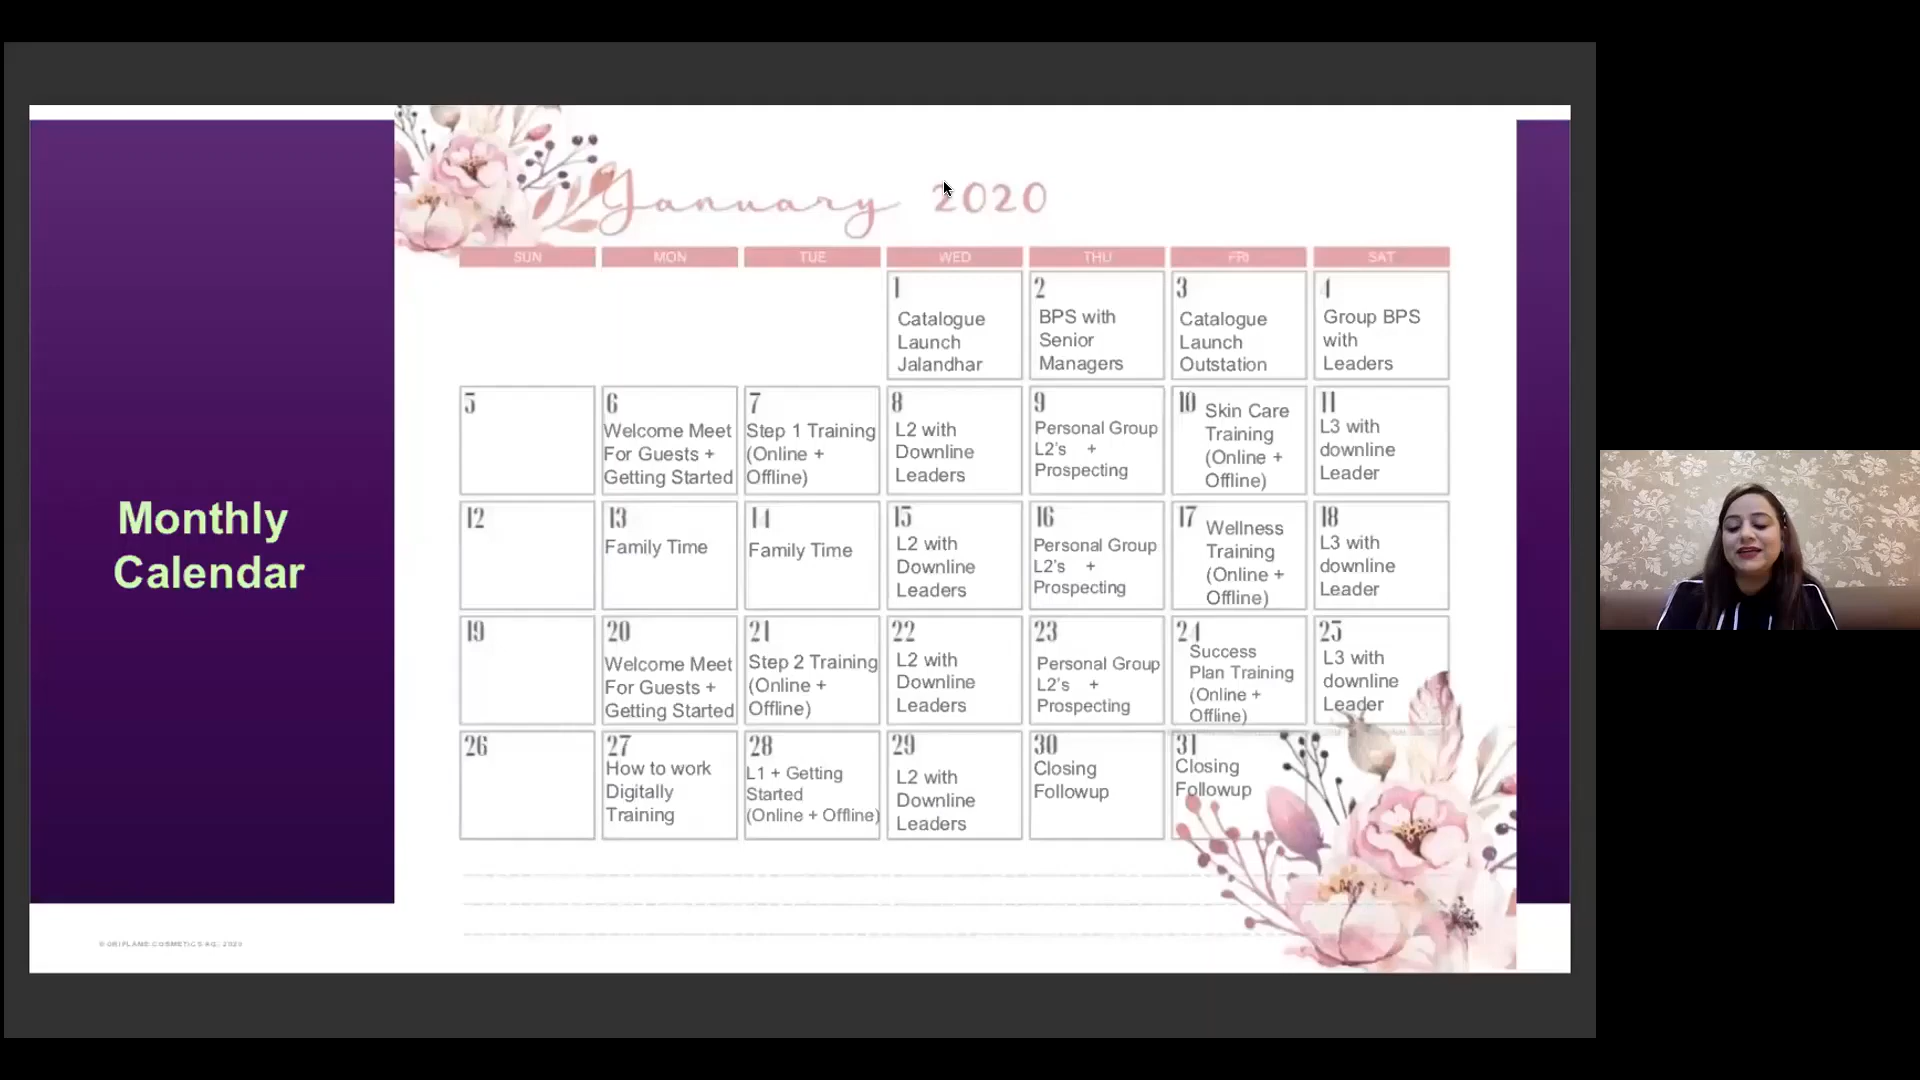 Monthly
Calendar
January 2020
SUN MON TUE WED THU FRI SAT
1
Catalogue
Launch
Jalandhar
2
BPS with
Senior
Managers
3
Catalogue
Launch
Outstation
4
Group BPS
with
Leaders
5
6
Welcome Meet
For Guests +
Getting Started
7
Step 1 Training
(Online +
Offline)
8
L2 with
Downline
Leaders
9
Personal Group
L2's +
Prospecting
10
Skin Care
Training
(Online +
Offline)
11
L3 with
downline
Leader
12
13
Family Time
14
Family Time
15
L2 with
Downline
Leaders
16
Personal Group
L2's +
Prospecting
17
Wellness
Training
(Online +
Offline)
18
L3 with
downline
Leader
19
20
Welcome Meet
For Guests +
Getting Started
21
Step 2 Training
(Online +
Offline)
22
L2 with
Downline
Leaders
23
Personal Group
L2's +
Prospecting
24
Success
Plan Training
(Online +
Offline)
25
L3 with
downline
Leader
26
27
How to work
Digitally
Training
28
L1 + Getting
Started
(Online + Offline)
29
L2 with
Downline
Leaders
30
Closing
Followup
31
Closing
Followup
© ORIFLAME COSMETICS AG, 2020